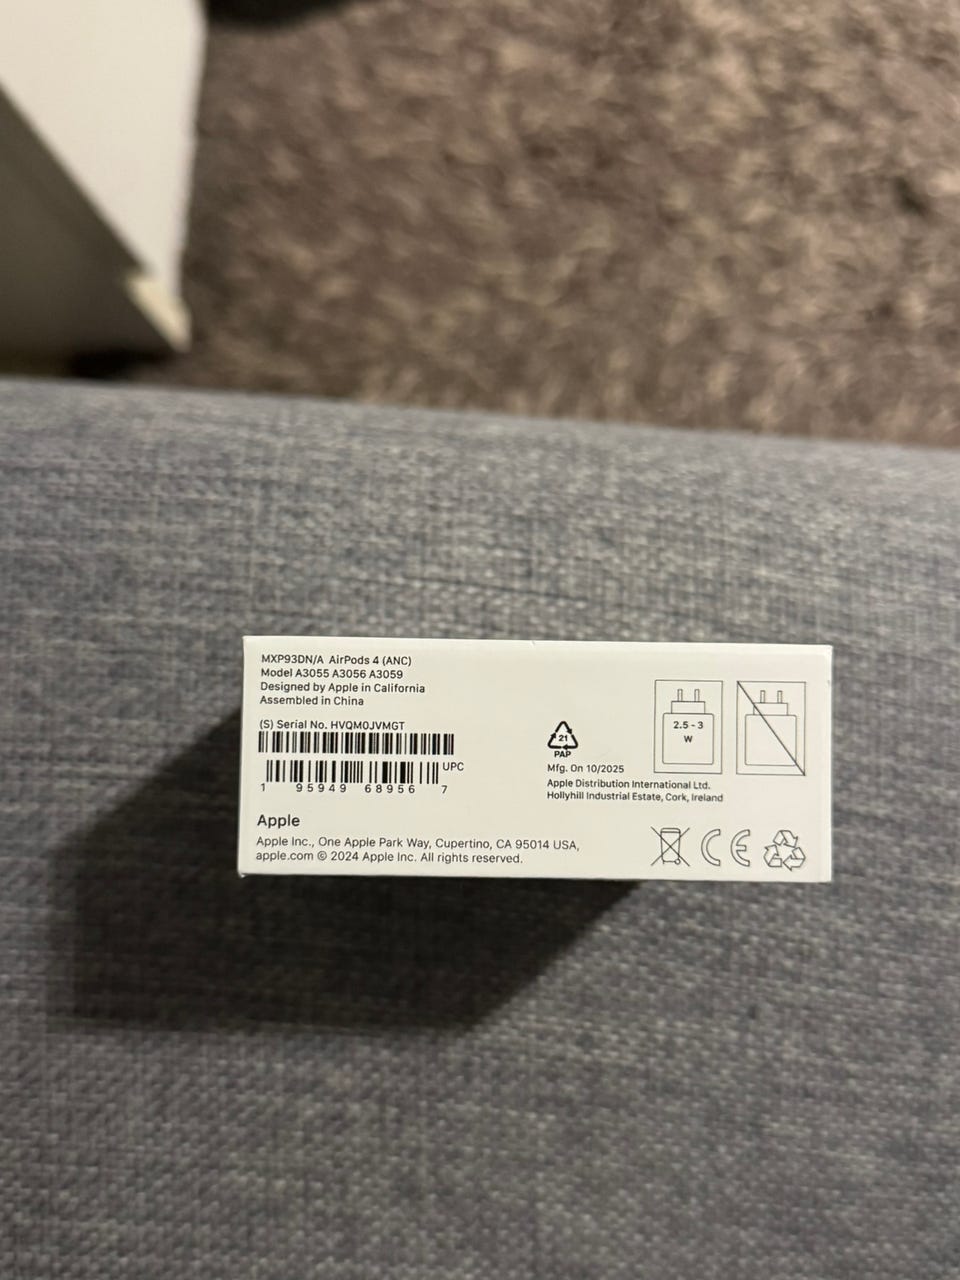 MXP93DN/A AirPods 4 (ANC)
Model A3055 A3056 A3059
Designed by Apple in California
Assembled in China
(S) Serial No. HVQM0JVMGT
UPC
1 95949 68956 7
Apple
Apple Inc., One Apple Park Way, Cupertino, CA 95014 USA,
apple.com © 2024 Apple Inc. All rights reserved.
21
PAP
Mfg. On 10/2025
Apple Distribution International Ltd.
Hollyhill Industrial Estate, Cork, Ireland
2.5 - 3
W
CE